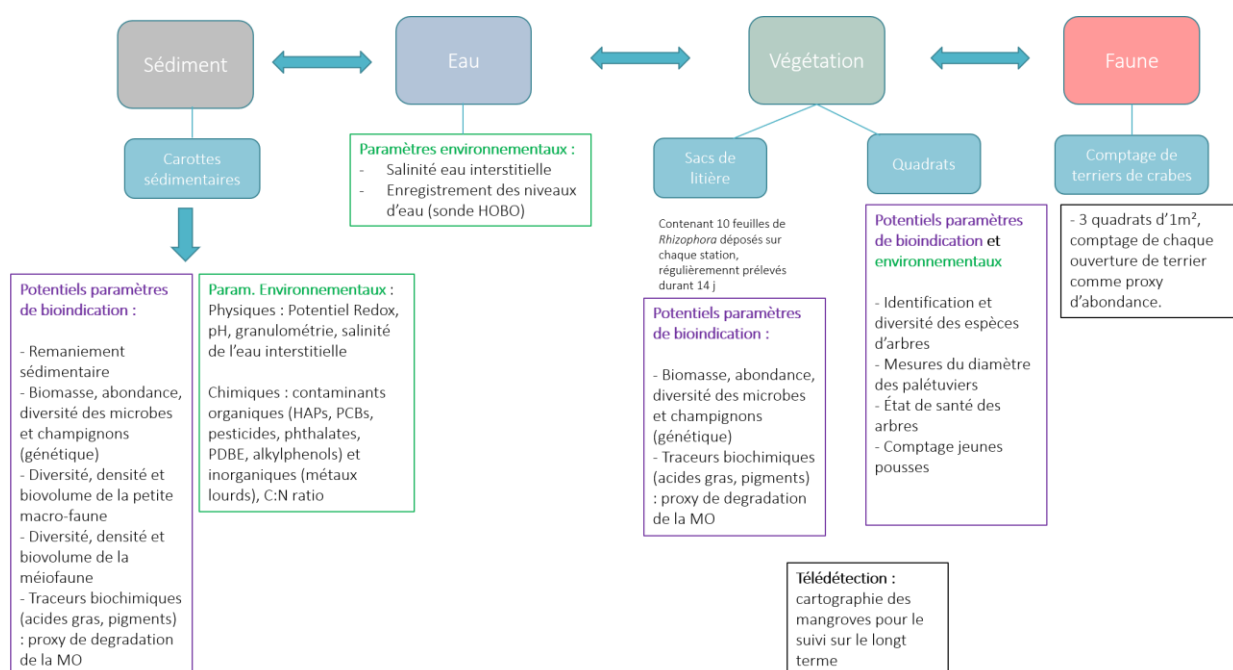 Sédiment
Eau
Végétation
Faune
Carottes
sédimentaires
Paramètres environnementaux :
- Salinité eau interstitielle
- Enregistrement des niveaux
d'eau (sonde HOBO)
Sacs de
litière
Quadrats
Comptage de
terriers de crabes
Contenant 10 feuilles de
Rhizophora déposés sur
chaque station,
régulièremennt prélevés
durant 14 j
Potentiels paramètres
de bioindication et
environnementaux
- Identification et
diversité des espèces
d'arbres
- Mesures du diamètre
des palétuviers
- État de santé des
arbres
- Comptage jeunes
pousses
- 3 quadrats d'1m²,
comptage de chaque
ouverture de terrier
comme proxy
d'abondance.
Potentiels paramètres
de bioindication :
- Remaniement
sédimentaire
- Biomasse, abondance,
diversité des microbes
et champignons
(génétique)
- Diversité, densité et
biovolume de la petite
macro-faune
- Diversité, densité et
biovolume de la
méiofaune
- Traceurs biochimiques
(acides gras, pigments)
: proxy de degradation
de la MO
Param. Environnementaux :
Physiques : Potentiel Redox,
pH, granulométrie, salinité
de l'eau interstitielle
Chimiques : contaminants
organiques (HAPs, PCBs,
pesticides, phthalates,
PDBE, alkylphenols) et
inorganiques (métaux
lourds), C:N ratio
Potentiels paramètres
de bioindication :
- Biomasse, abondance,
diversité des microbes
et champignons
(génétique)
- Traceurs biochimiques
(acides gras, pigments)
: proxy de degradation
de la MO
Télédétection :
cartographie des
mangroves pour le
suivi sur le longt
terme